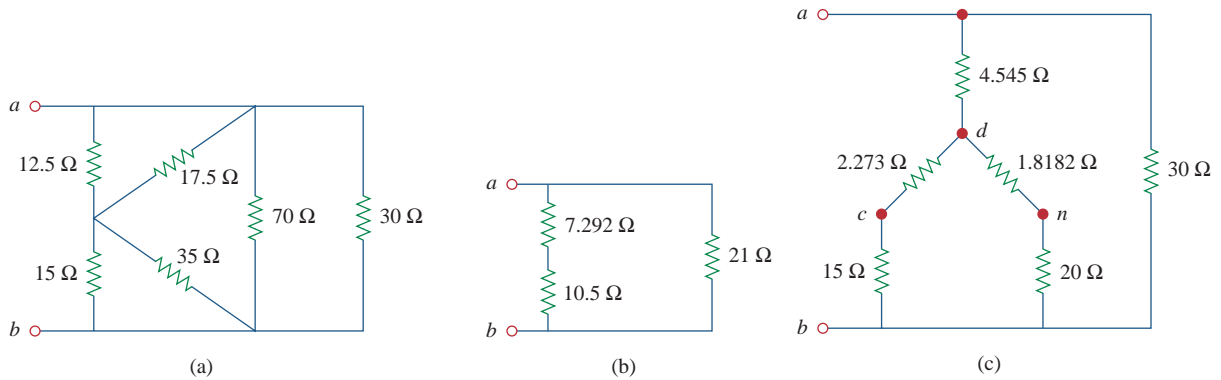 a
12.5 Ω
17.5 Ω
70 Ω
30 Ω
15 Ω
35 Ω
b
(a)
a
7.292 Ω
21 Ω
10.5 Ω
b
(b)
a
4.545 Ω
d
2.273 Ω
1.8182 Ω
30 Ω
c
n
15 Ω
20 Ω
b
(c)